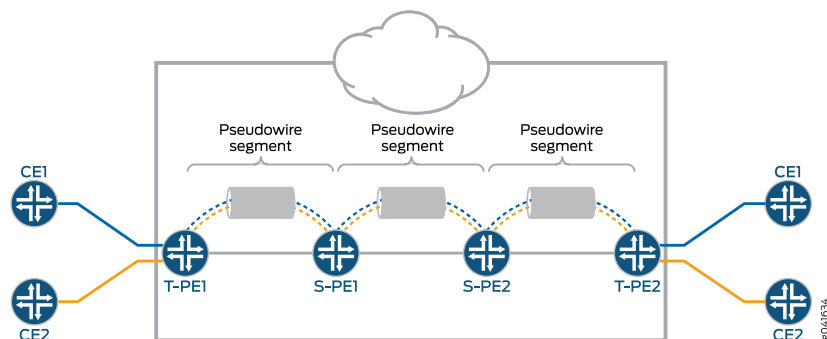 Pseudowire
segment
Pseudowire
segment
Pseudowire
segment
CE1
CE1
T-PE1
S-PE1
S-PE2
T-PE2
CE2
CE2
g041634